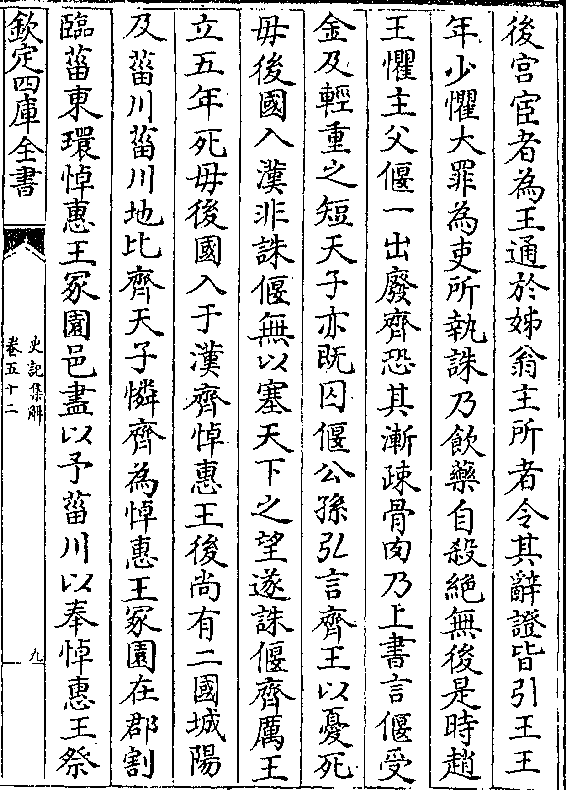 後宮宦者為王通於姊翁主所者令其辭證皆引王王
年少懼大罪為吏所執誅乃飲藥自殺絕無後是時趙
王懼主父偃一出廢齊恐其漸疎骨肉乃上書言偃受
金及輕重之短天子亦既囚偃公孫弘言齊王以憂死
毋後國入漢非誅偃無以塞天下之望遂誅偃齊厲王
立五年死毋後國入于漢齊悼惠王後尚有二國城陽
及菑川菑川地比齊天子憐齊為悼惠王冢園在郡割
臨菑東環悼惠王冢園邑盡以予菑川以奉悼惠王祭
欽定四庫全書
史記集解
卷五十二
九